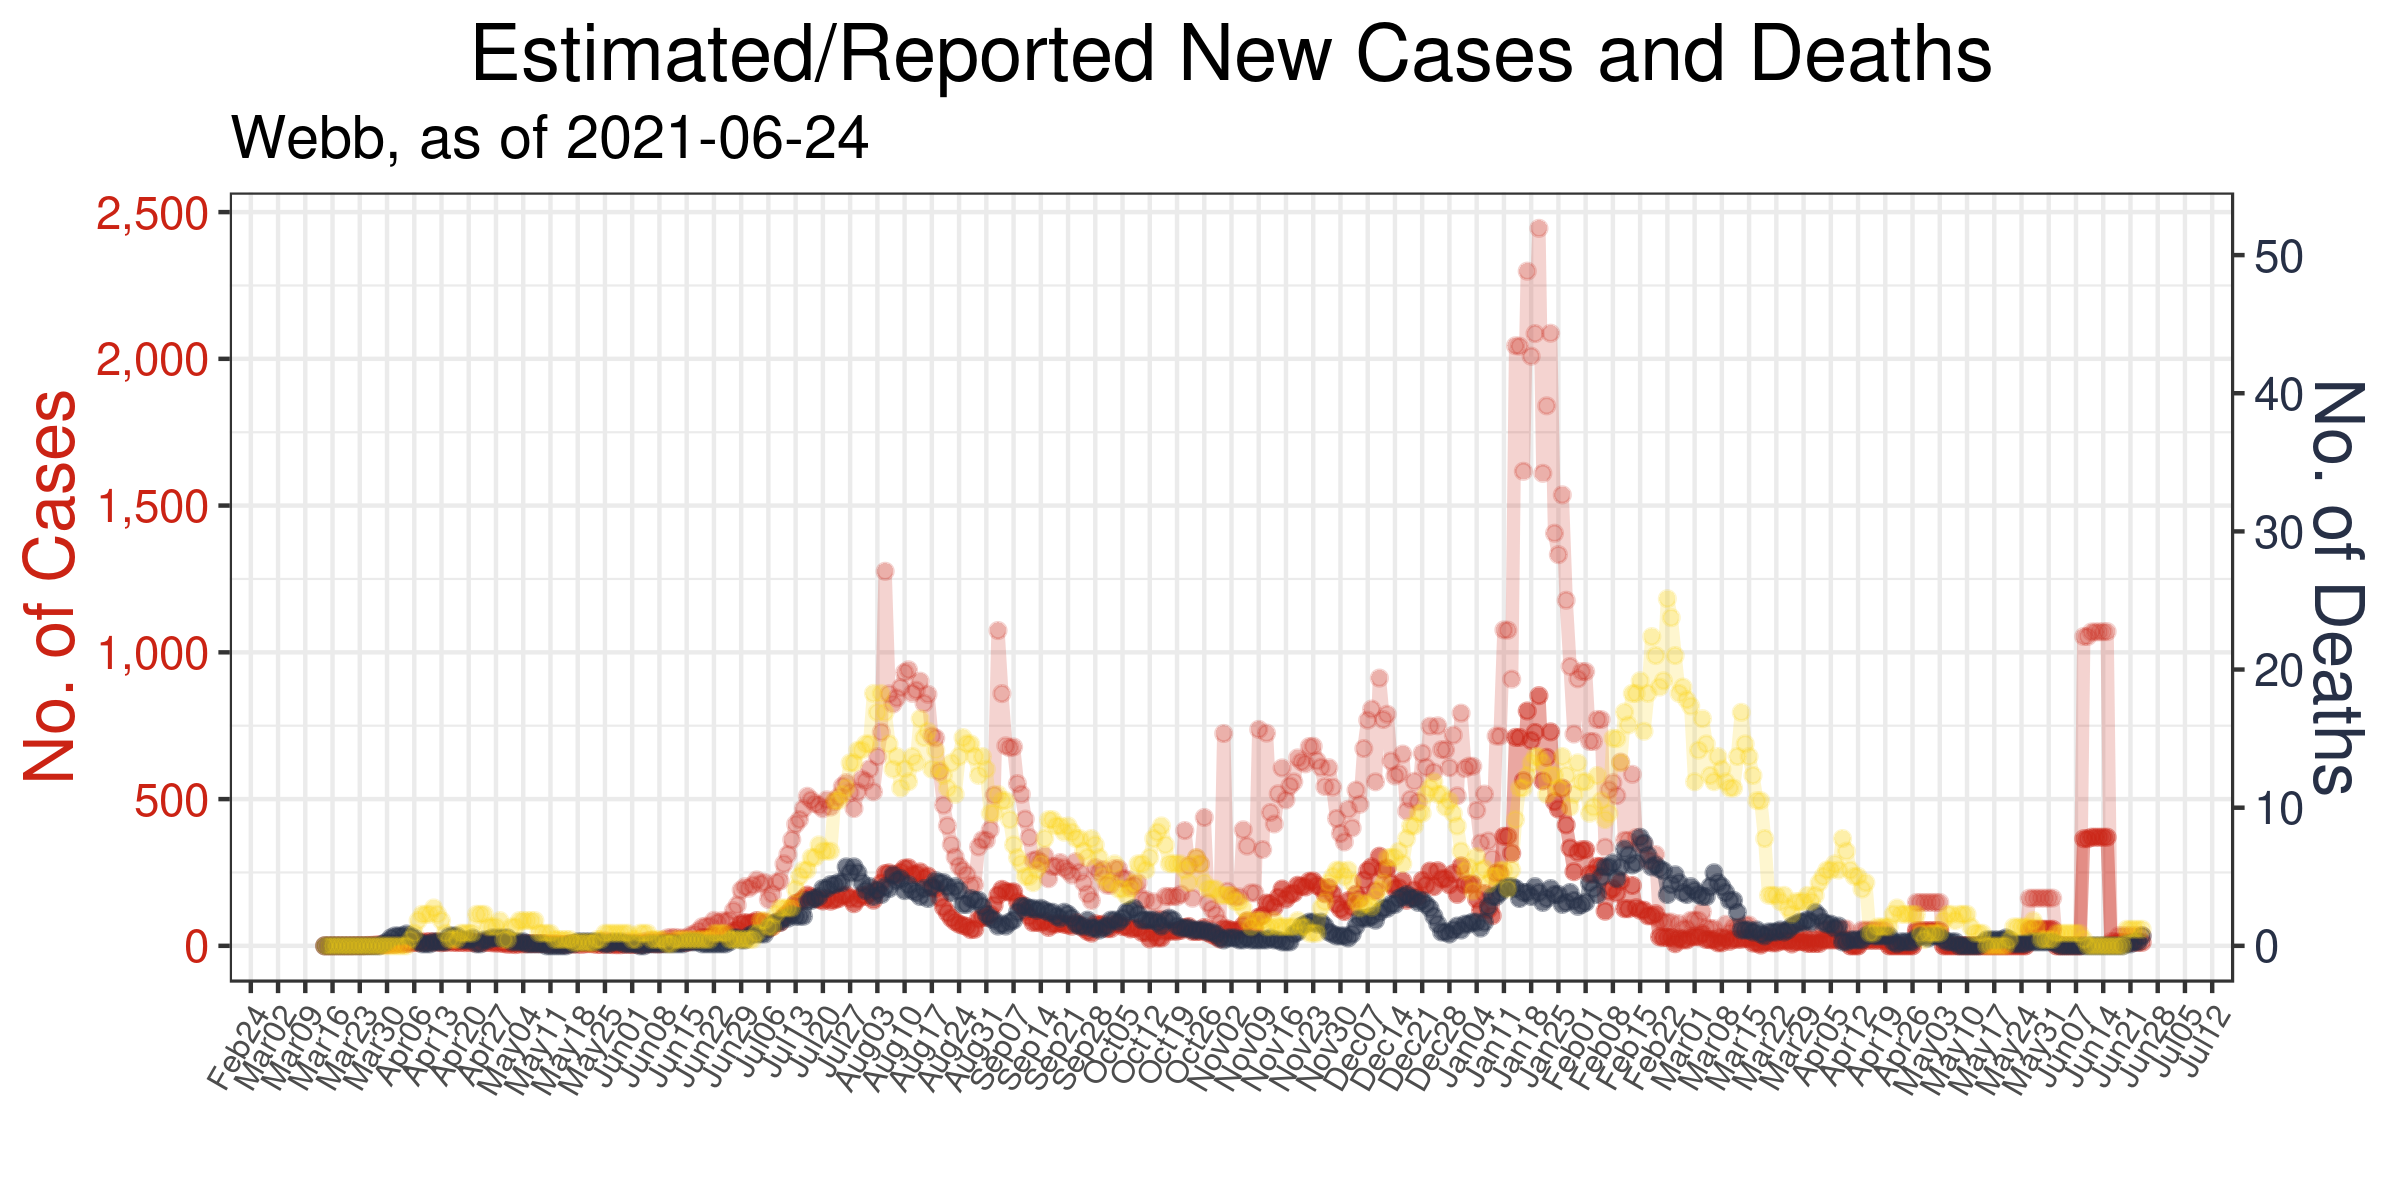 Estimated/Reported New Cases and Deaths
Webb, as of 2021-06-24
No. of Cases
2,500
2,000
1,500
1,000
500
0
50
40
30
20
10
0
No. of Deaths
Feb24
Mar02
Mar09
Mar16
Mar23
Mar30
Apr06
Apr13
Apr20
Apr27
May04
May11
May18
May25
Jun01
Jun08
Jun15
Jun22
Jun29
Jul06
Jul13
Jul20
Jul27
Aug03
Aug10
Aug17
Aug24
Aug31
Sep07
Sep14
Sep21
Sep28
Oct05
Oct12
Oct19
Oct26
Nov02
Nov09
Nov16
Nov23
Nov30
Dec07
Dec14
Dec21
Dec28
Jan04
Jan11
Jan18
Jan25
Feb01
Feb08
Feb15
Feb22
Mar01
Mar08
Mar15
Mar22
Mar29
Apr05
Apr12
Apr19
Apr26
May03
May10
May17
May24
May31
Jun07
Jun14
Jun21
Jun28
Jul05
Jul12